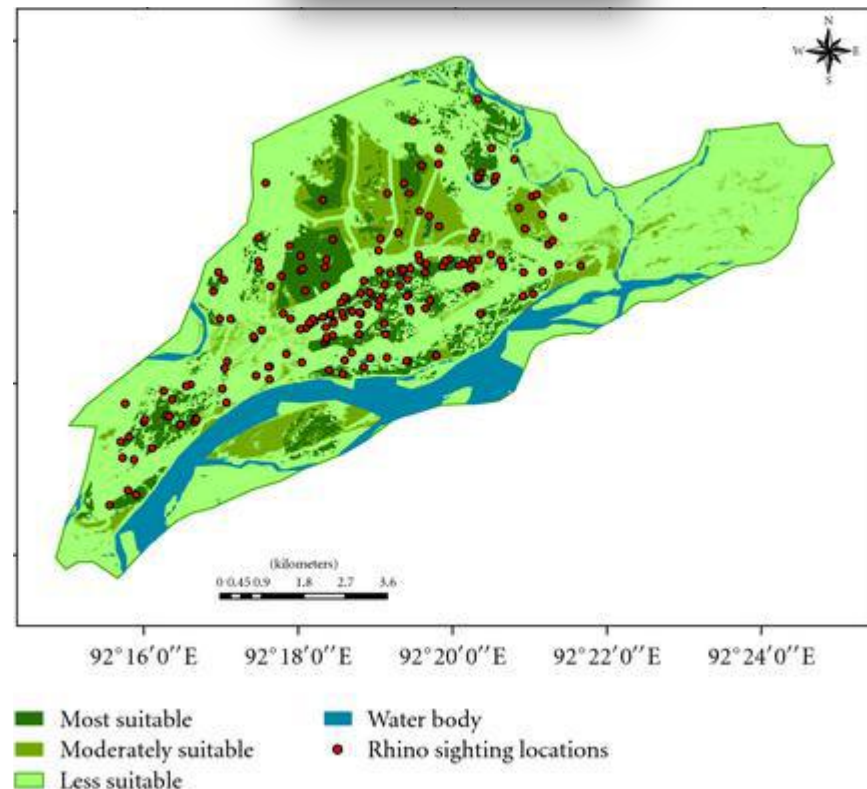 N
W E
S
(kilometers)
0 0.45 0.9 1.8 2.7 3.6
92°16'0''E 92°18'0''E 92°20'0''E 92°22'0''E 92°24'0''E
Most suitable
Moderately suitable
Less suitable
Water body
Rhino sighting locations